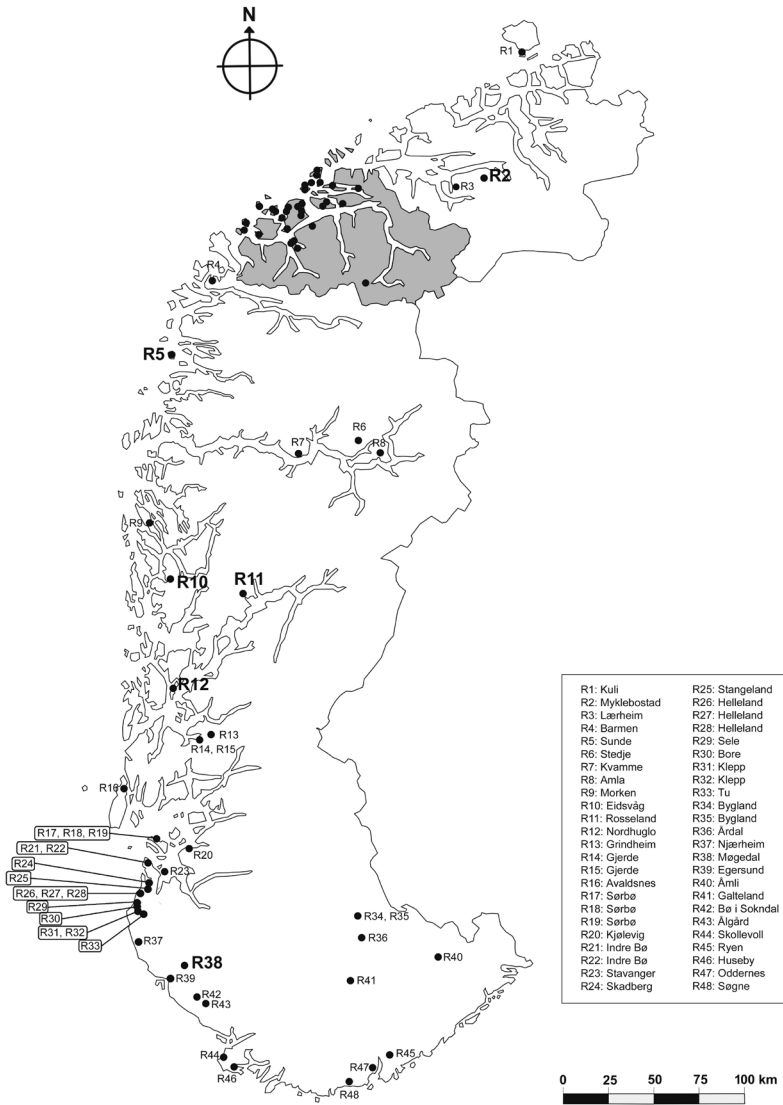 N
R1
R2
R3
R4
R5
R6
R7
R8
R9
R10
R11
R12
R13
R14, R15
R16
R17, R18, R19
R21, R22
R20
R24
R23
R25
R26, R27, R28
R29
R30
R31, R32
R33
R34, R35
R36
R37
R38
R40
R39
R41
R42
R43
R44
R45
R46
R47
R48
R1: Kuli
R2: Myklebostad
R3: Lærheim
R4: Barmen
R5: Sunde
R6: Stedje
R7: Kvamme
R8: Amla
R9: Morken
R10: Eidsvåg
R11: Rosseland
R12: Nordhuglo
R13: Grindheim
R14: Gjerde
R15: Gjerde
R16: Avaldsnes
R17: Sørbø
R18: Sørbø
R19: Sørbø
R20: Kjølevig
R21: Indre Bø
R22: Indre Bø
R23: Stavanger
R24: Skadberg
R25: Stangeland
R26: Helleland
R27: Helleland
R28: Helleland
R29: Sele
R30: Bore
R31: Klepp
R32: Klepp
R33: Tu
R34: Bygland
R35: Bygland
R36: Årdal
R37: Njærheim
R38: Møgedal
R39: Egersund
R40: Åmli
R41: Galteland
R42: Bø i Sokndal
R43: Ålgård
R44: Skollevoll
R45: Ryen
R46: Huseby
R47: Oddernes
R48: Søgne
0 25 50 75 100 km